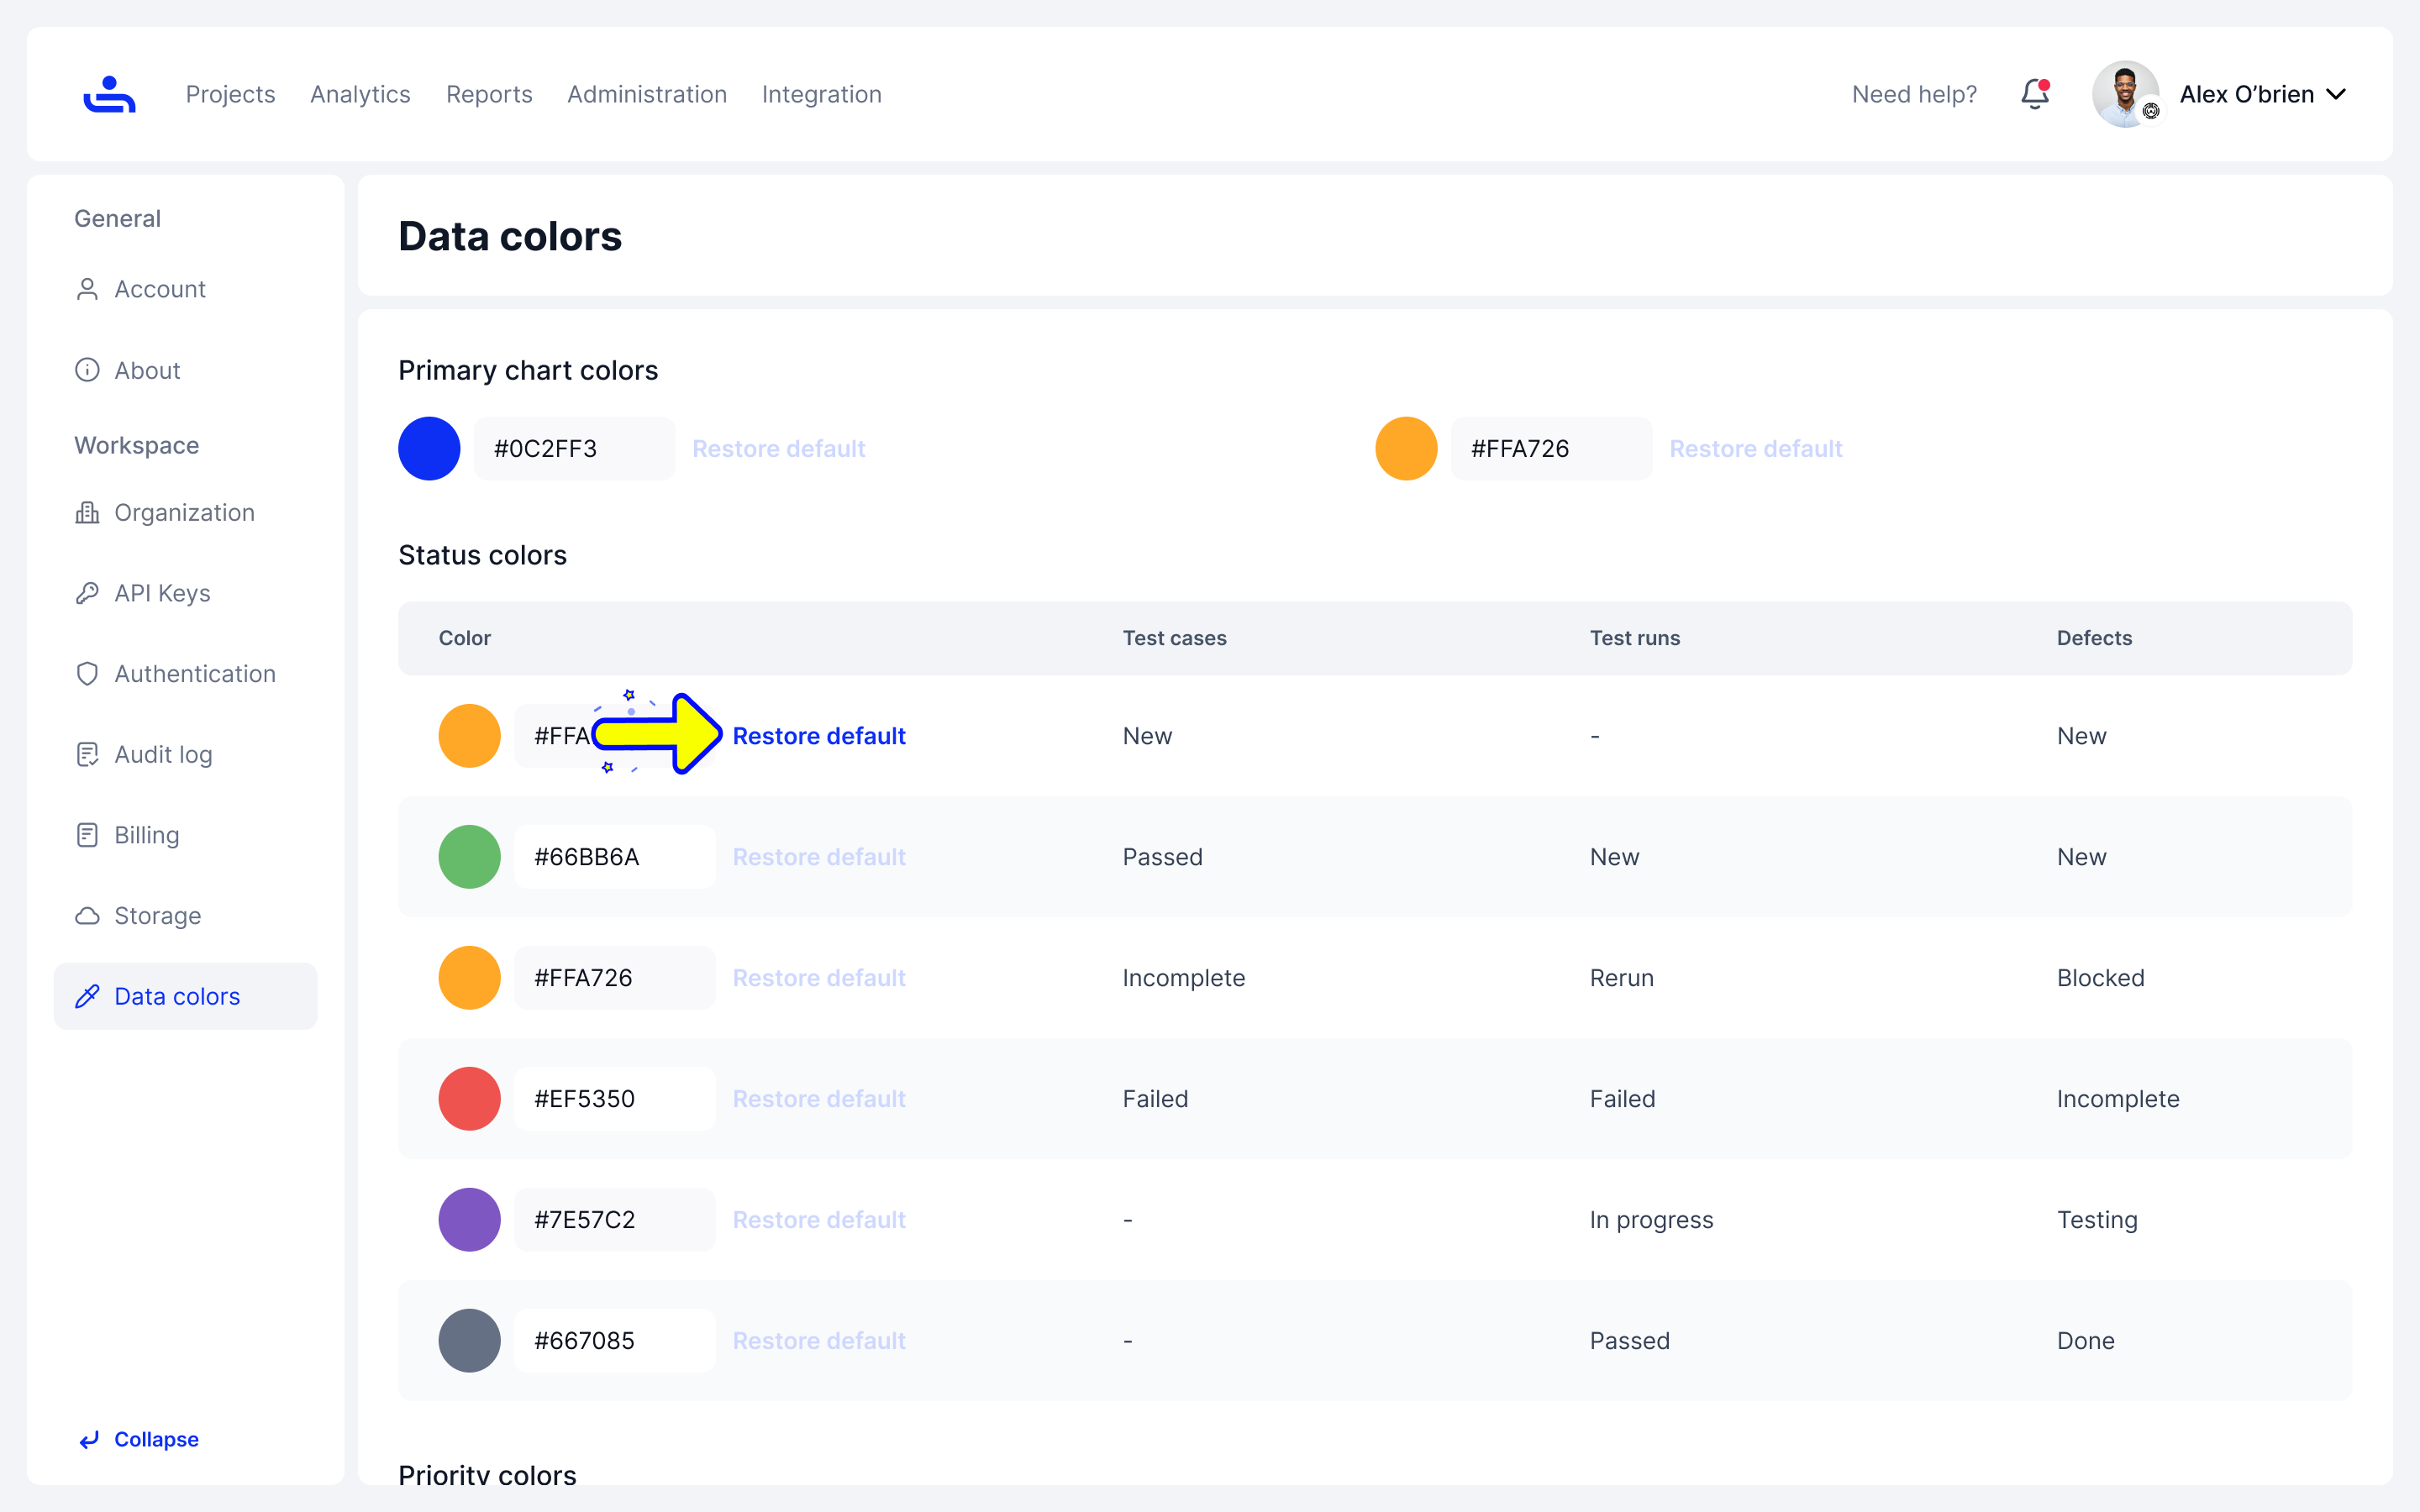 Projects Analytics Reports Administration Integration Need help? Alex O’brien
General
Account
About
Workspace
Organization
API Keys
Authentication
Audit log
Billing
Storage
Data colors
Collapse
Data colors
Primary chart colors
#0C2FF3 Restore default #FFA726 Restore default
Status colors
Color Test cases Test runs Defects
#FFA Restore default New - New
#66BB6A Restore default Passed New New
#FFA726 Restore default Incomplete Rerun Blocked
#EF5350 Restore default Failed Failed Incomplete
#7E57C2 Restore default - In progress Testing
#667085 Restore default - Passed Done
Priority colors